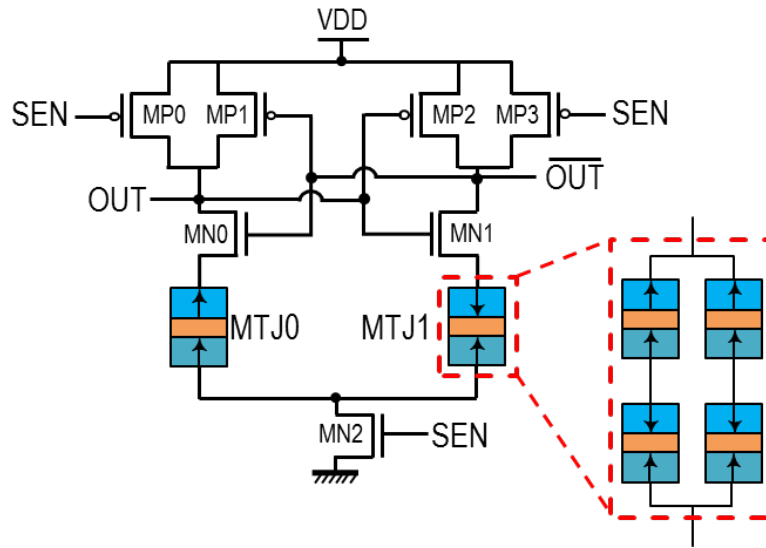 VDD
SEN
MP0
MP1
MP2
MP3
SEN
OUT
OUT
MN0
MN1
MTJ0
MTJ1
MN2
SEN